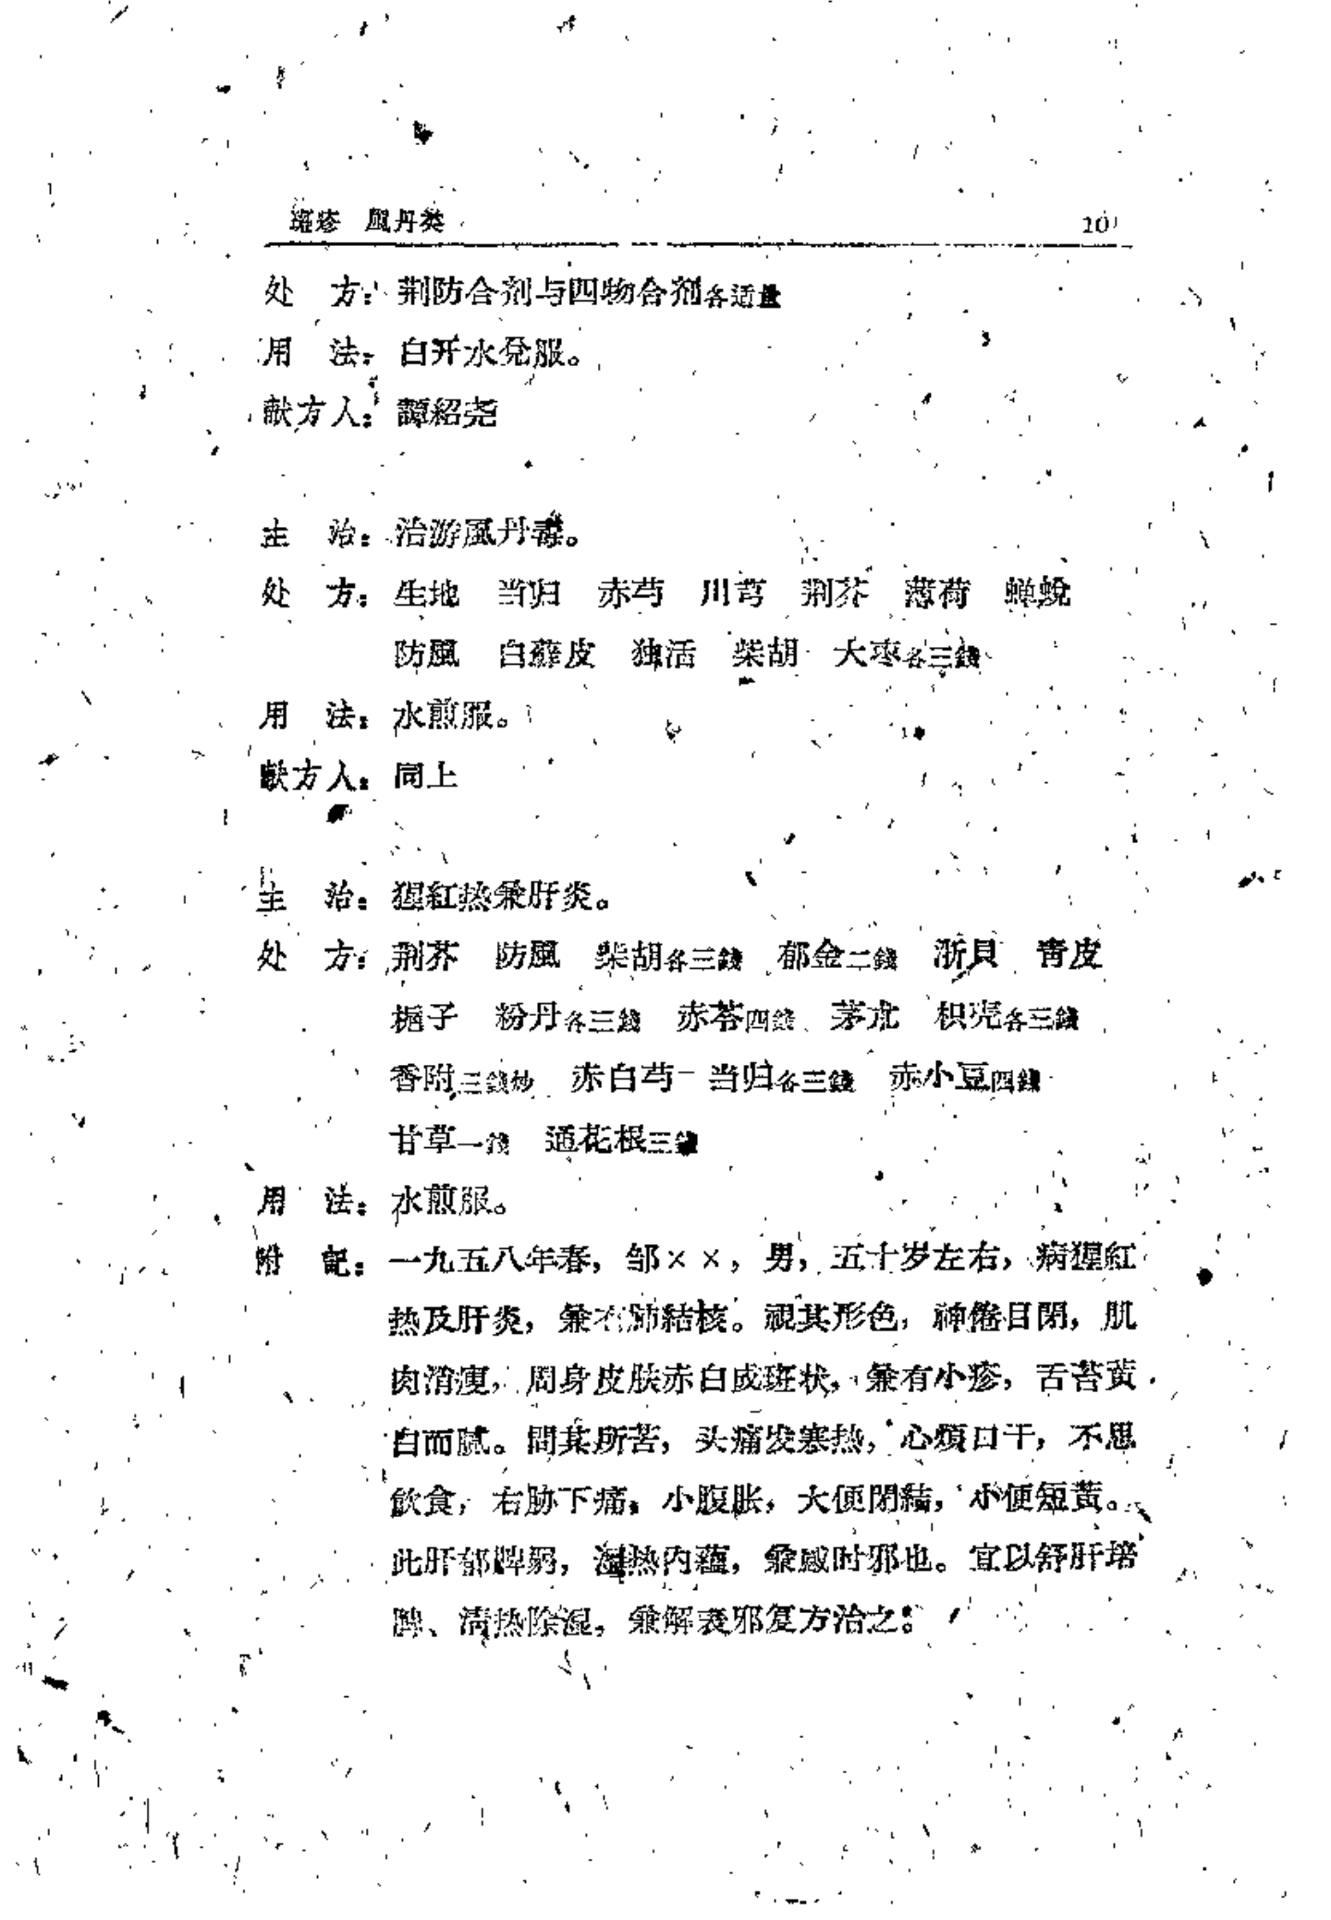 斑疹 風丹类 101
处 方：荆防合剂与四物合剂各适量
用 法：白开水兌服。
献方人：譚紹尧
主 治：治游風丹毒。
处 方：生地 当归 赤芍 川芎 荆芥 薄荷 蝉蛻
防風 白蘚皮 独活 柴胡 大枣各三錢
用 法：水煎服。
献方人：同上
主 治：猩紅热兼肝炎。
处 方：荆芥 防風 柴胡各三錢 郁金二錢 浙貝 青皮
梔子 粉丹各三錢 赤苓四錢 茅朮 枳壳各三錢
香附三錢炒 赤白芍 当归各三錢 赤小豆四錢
甘草一錢 通花根三錢
用 法：水煎服。
附 記：一九五八年春，邹××，男，五十岁左右，病猩紅
热及肝炎，兼右肺結核。視其形色，神倦目閉，肌
肉消瘦，周身皮肤赤白成斑状，兼有小疹，舌苔黃
白而膩。問其所苦，头痛发寒热，心煩口干，不思
飲食，右胁下痛，小腹胀，大便閉結，小便短黃。
此肝郁脾弱，湿热内蘊，兼感时邪也。宜以舒肝培
脾、清热除湿，兼解表邪复方治之。